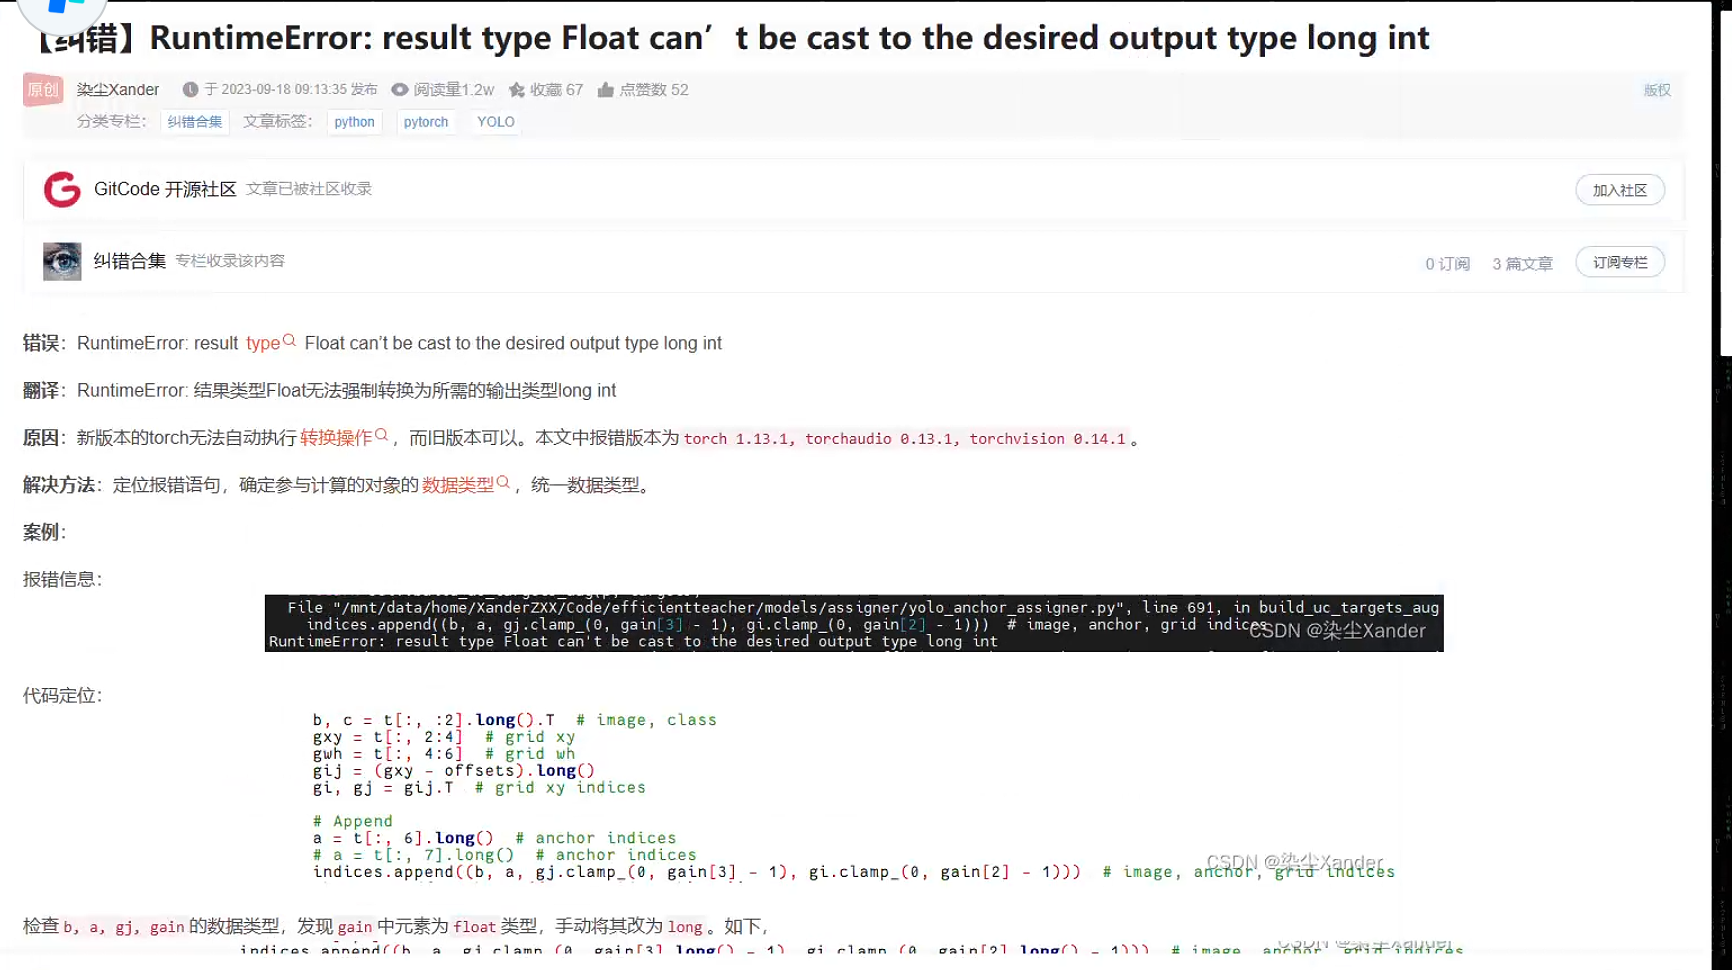 【纠错】RuntimeError: result type Float can’t be cast to the desired output type long int
原创 染尘Xander 于 2023-09-18 09:13:35 发布 阅读量1.2w 收藏 67 点赞数 52 版权
分类专栏： 纠错合集 文章标签： python pytorch YOLO
GitCode 开源社区 文章已被社区收录 加入社区
纠错合集 专栏收录该内容 0 订阅 3 篇文章 订阅专栏
错误：RuntimeError: result type Float can’t be cast to the desired output type long int
翻译：RuntimeError: 结果类型Float无法强制转换为所需的输出类型long int
原因：新版本的torch无法自动执行转换操作，而旧版本可以。本文中报错版本为 torch 1.13.1, torchaudio 0.13.1, torchvision 0.14.1 。
解决方法：定位报错语句，确定参与计算的对象的数据类型，统一数据类型。
案例：
报错信息：
File "/mnt/data/home/XanderZXX/Code/efficientteacher/models/assigner/yolo_anchor_assigner.py", line 691, in build_uc_targets_aug
indices.append((b, a, gj.clamp_(0, gain[3] - 1), gi.clamp_(0, gain[2] - 1))) # image, anchor, grid indices
CSDN @染尘Xander
RuntimeError: result type Float can't be cast to the desired output type long int
代码定位：
b, c = t[:, :2].long().T # image, class
gxy = t[:, 2:4] # grid xy
gwh = t[:, 4:6] # grid wh
gij = (gxy - offsets).long()
gi, gj = gij.T # grid xy indices
# Append
a = t[:, 6].long() # anchor indices
# a = t[:, 7].long() # anchor indices
CSDN @染尘Xander
indices.append((b, a, gj.clamp_(0, gain[3] - 1), gi.clamp_(0, gain[2] - 1))) # image, anchor, grid indices
检查 b, a, gj, gain 的数据类型，发现 gain 中元素为 float 类型，手动将其改为 long 。如下，
CSDN @染尘Xander
indices.append((b, a, gj.clamp_(0, gain[3].long() - 1), gi.clamp_(0, gain[2].long() - 1))) # image, anchor, grid indices